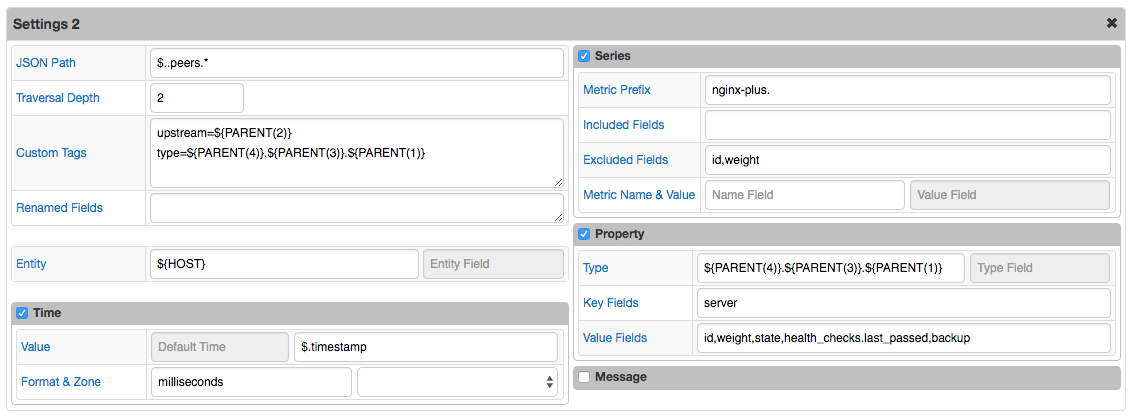 Settings 2
JSON Path $..peers.*
Traversal Depth 2
Custom Tags upstream=${PARENT(2)}
type=${PARENT(4)}.${PARENT(3)}.${PARENT(1)}
Renamed Fields
Entity ${HOST} Entity Field
Time
Value Default Time $.timestamp
Format & Zone milliseconds
Series
Metric Prefix nginx-plus.
Included Fields
Excluded Fields id,weight
Metric Name & Value Name Field Value Field
Property
Type ${PARENT(4)}.${PARENT(3)}.${PARENT(1)} Type Field
Key Fields server
Value Fields id,weight,state,health_checks.last_passed,backup
Message